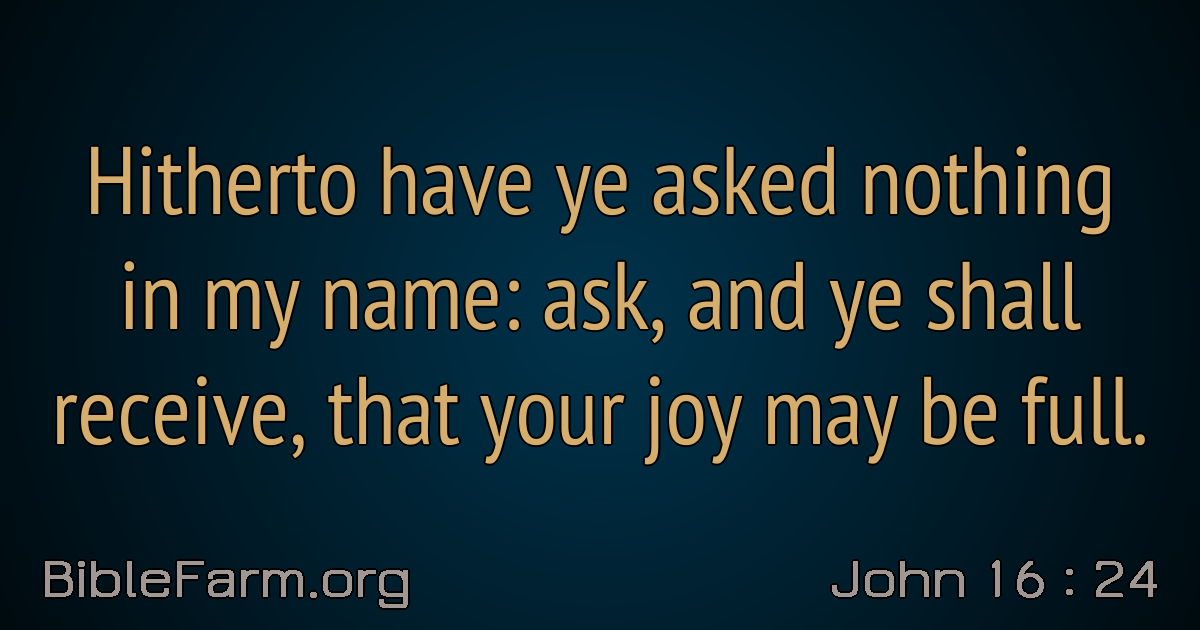 Hitherto have ye asked nothing
in my name: ask, and ye shall
receive, that your joy may be full.
BibleFarm.org
John 16 : 24